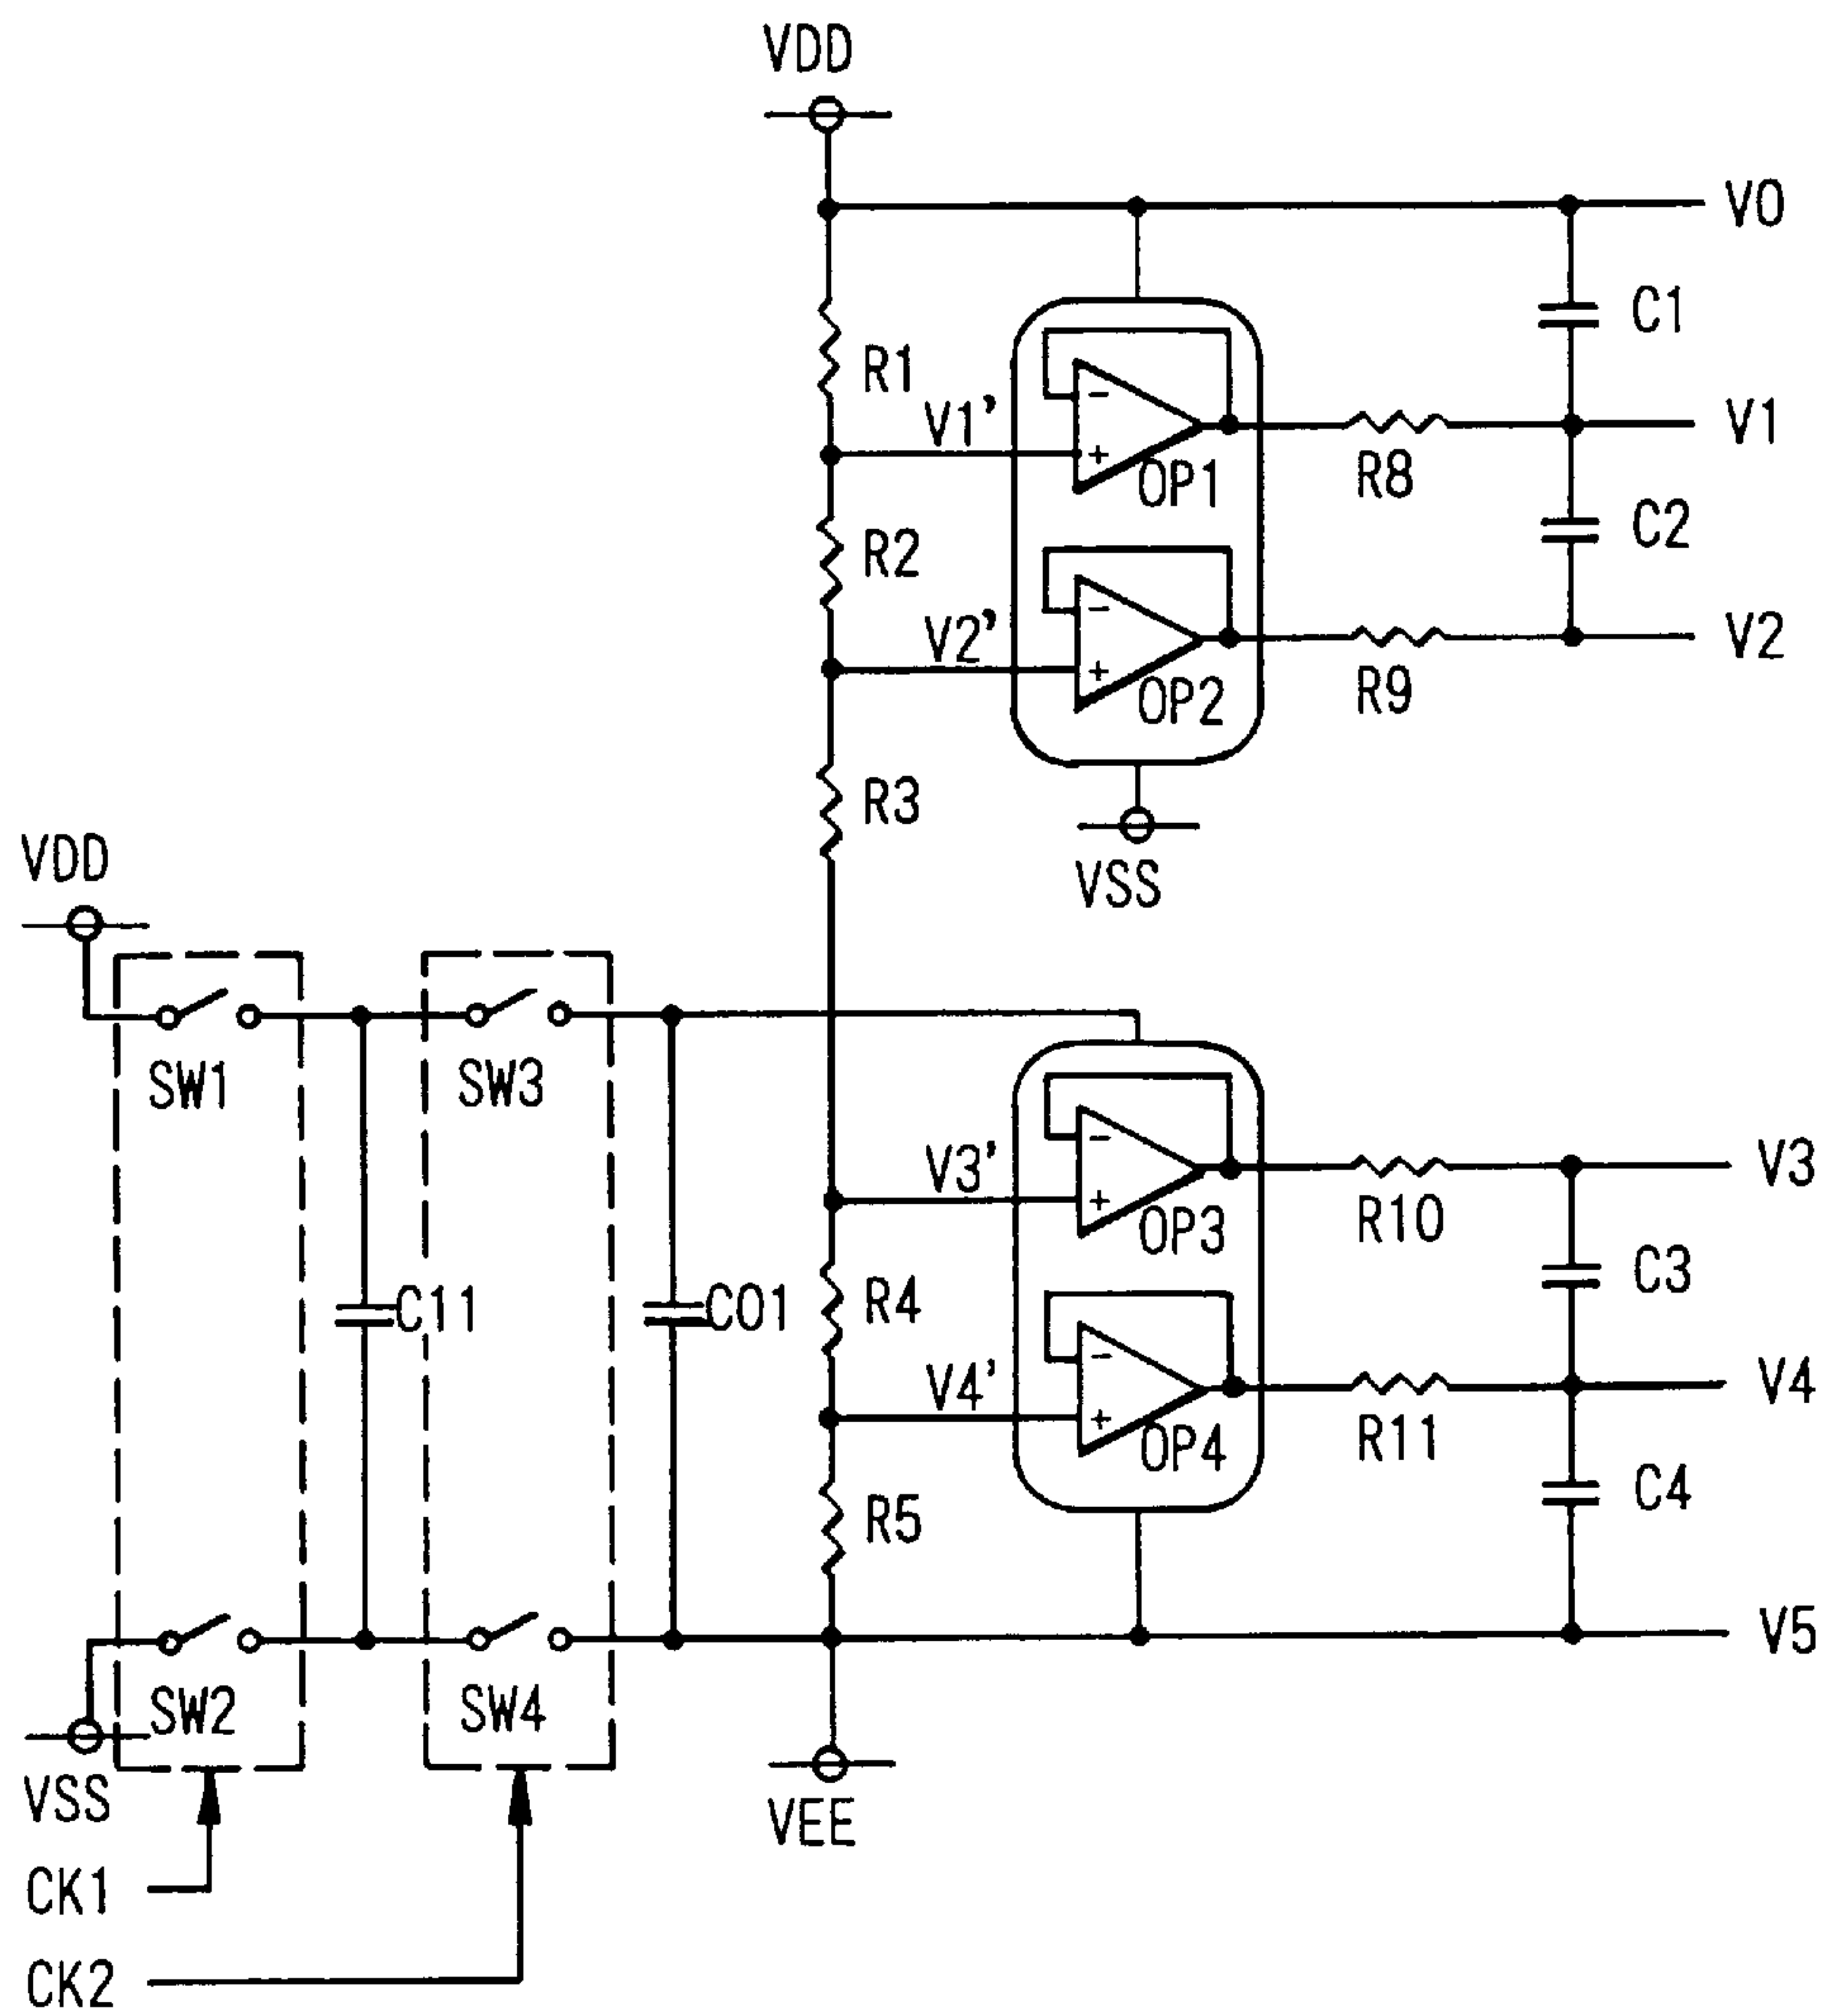 VDD
V0
C1
R1
V1'
-
+
OP1
R8
V1
C2
R2
V2'
-
+
OP2
R9
V2
R3
VSS
VDD
SW1
SW3
V3'
-
+
OP3
R10
V3
C3
C11
C01
R4
V4'
-
+
OP4
R11
V4
C4
R5
V5
SW2
SW4
VSS
VEE
CK1
CK2